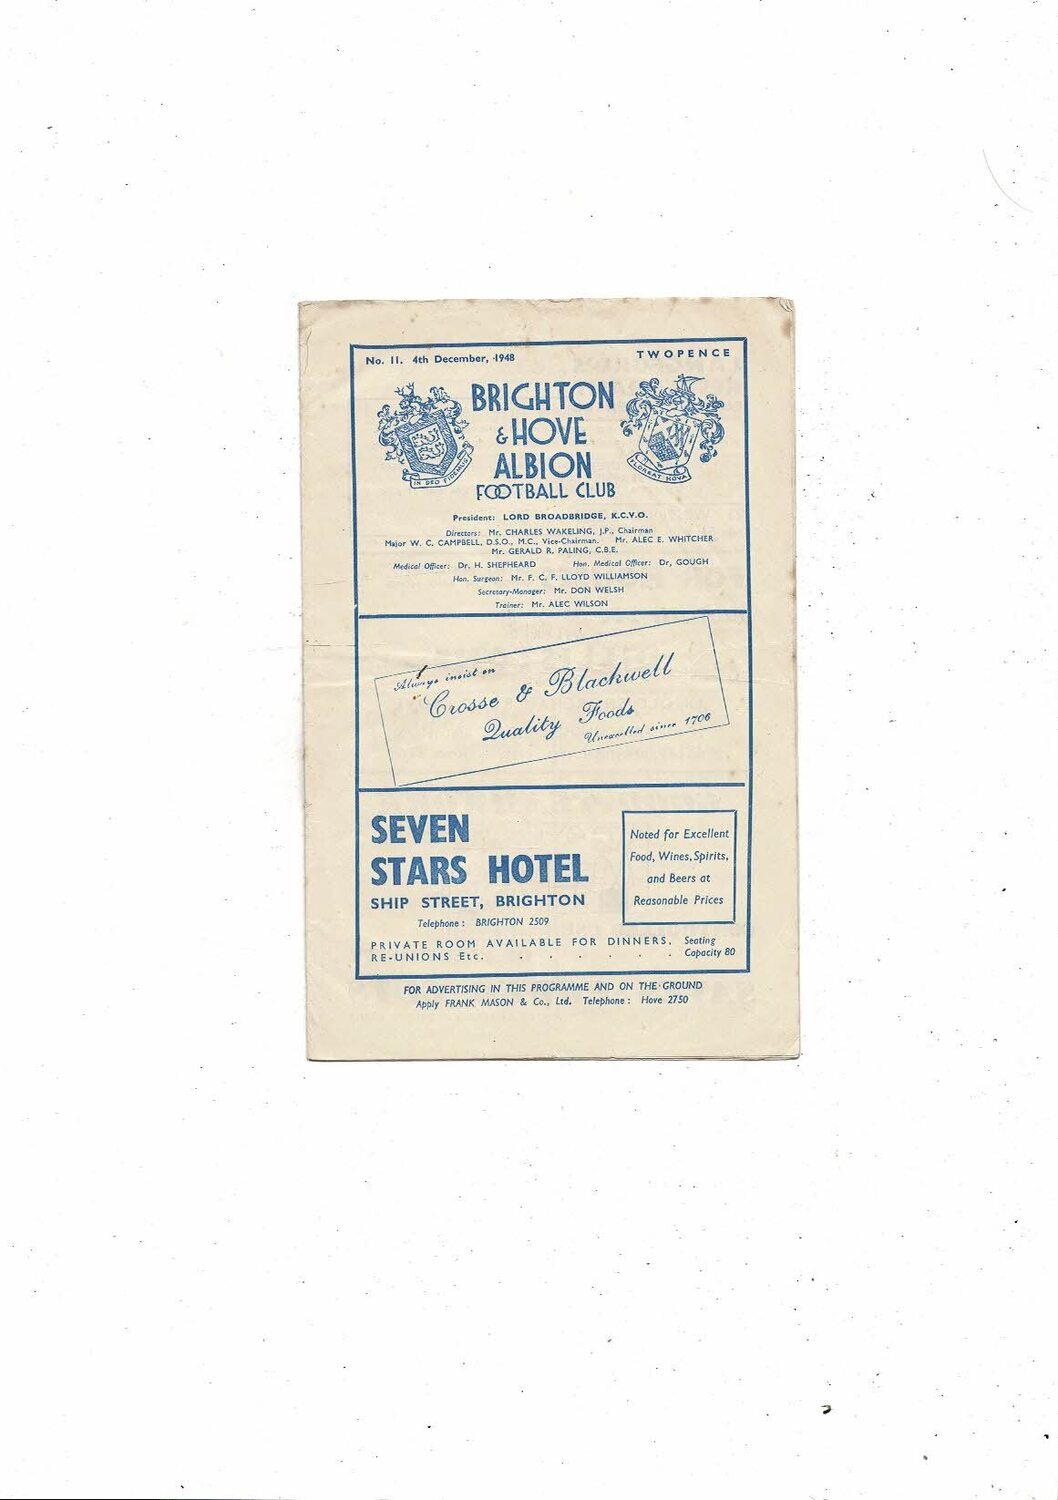 No. 11. 4th December, 1948
TWOPENCE
BRIGHTON
& HOVE
ALBION
FOOTBALL CLUB
IN DEO FIDEMUS
FLOREAT HOVA
President: LORD BROADBRIDGE, K.C.V.O.
Directors: Mr. CHARLES WAKELING, J.P., Chairman
Major W. C. CAMPBELL, D.S.O., M.C., Vice-Chairman. Mr. ALEC E. WHITCHER
Mr. GERALD R. PALING, C.B.E.
Medical Officer: Dr. H. SHEPHEARD Hon. Medical Officer: Dr, GOUGH
Hon. Surgeon: Mr. F. C. F. LLOYD WILLIAMSON
Secretary-Manager: Mr. DON WELSH
Trainer: Mr. ALEC WILSON
Always insist on
Crosse & Blackwell
Quality Foods
Unexcelled since 1706
SEVEN
STARS HOTEL
SHIP STREET, BRIGHTON
Telephone: BRIGHTON 2509
Noted for Excellent
Food, Wines, Spirits,
and Beers at
Reasonable Prices
PRIVATE ROOM AVAILABLE FOR DINNERS,
RE-UNIONS Etc. . . . . . .
Seating
Capacity 80
FOR ADVERTISING IN THIS PROGRAMME AND ON THE GROUND
Apply FRANK MASON & Co., Ltd. Telephone: Hove 2750